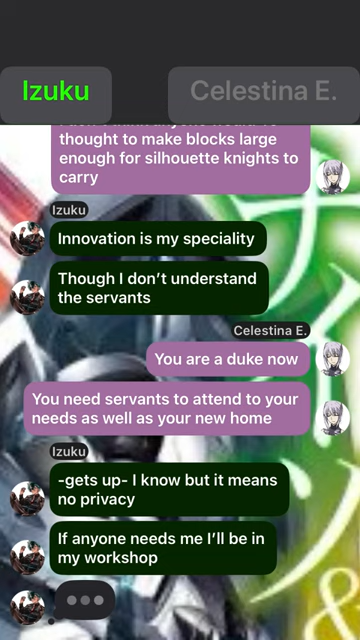 Izuku
Celestina E.
thought to make blocks large
enough for silhouette knights to
carry
Izuku
Innovation is my speciality
Though I don’t understand
the servants
Celestina E.
You are a duke now
You need servants to attend to your
needs as well as your new home
Izuku
-gets up- I know but it means
no privacy
If anyone needs me I’ll be in
my workshop